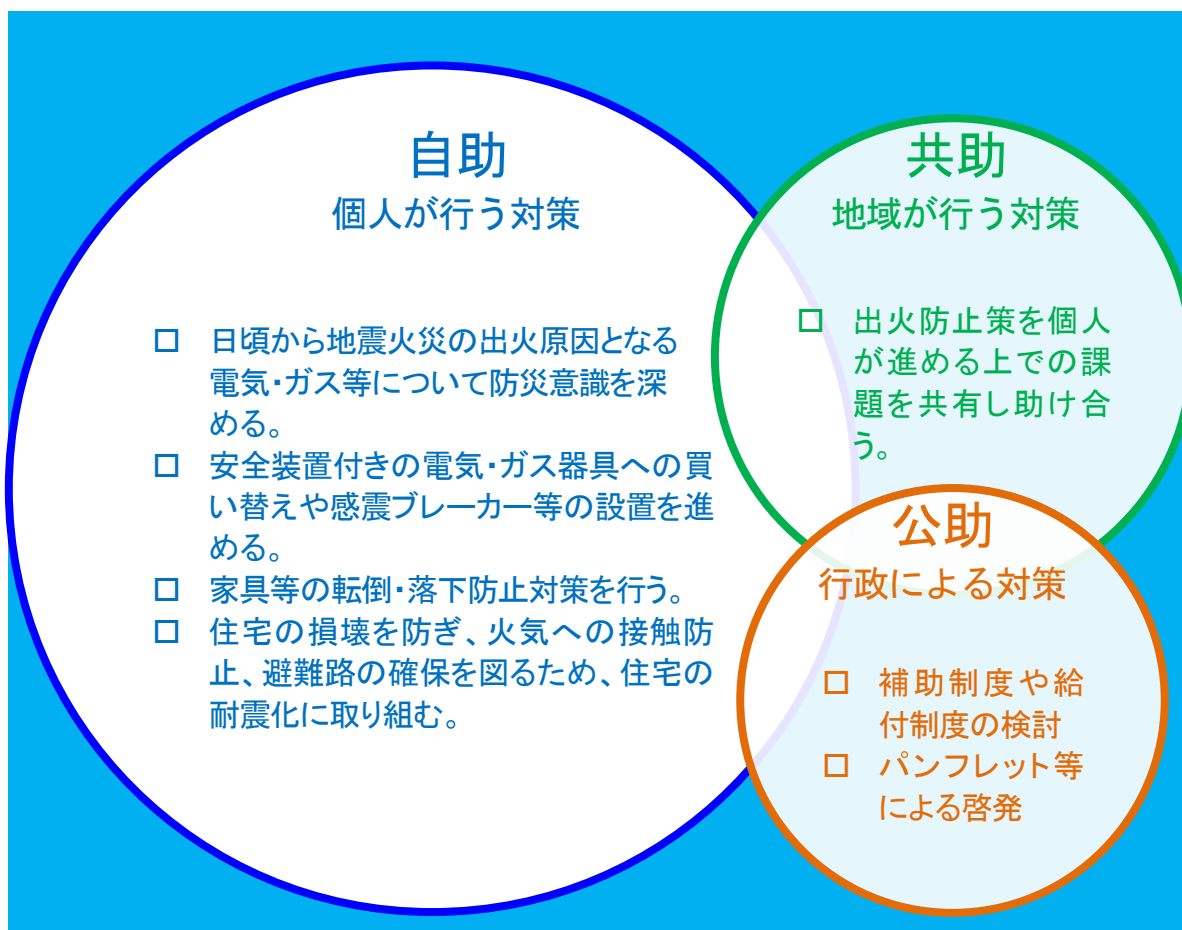 自助
個人が行う対策
□ 日頃から地震火災の出火原因となる
電気・ガス等について防災意識を深
める。
□ 安全装置付きの電気・ガス器具への買
い替えや感震ブレーカー等の設置を進
める。
□ 家具等の転倒・落下防止対策を行う。
□ 住宅の損壊を防ぎ、火気への接触防
止、避難路の確保を図るため、住宅の
耐震化に取り組む。
共助
地域が行う対策
□ 出火防止策を個人
が進める上での課
題を共有し助け合
う。
公助
行政による対策
□ 補助制度や給
付制度の検討
□ パンフレット等
による啓発